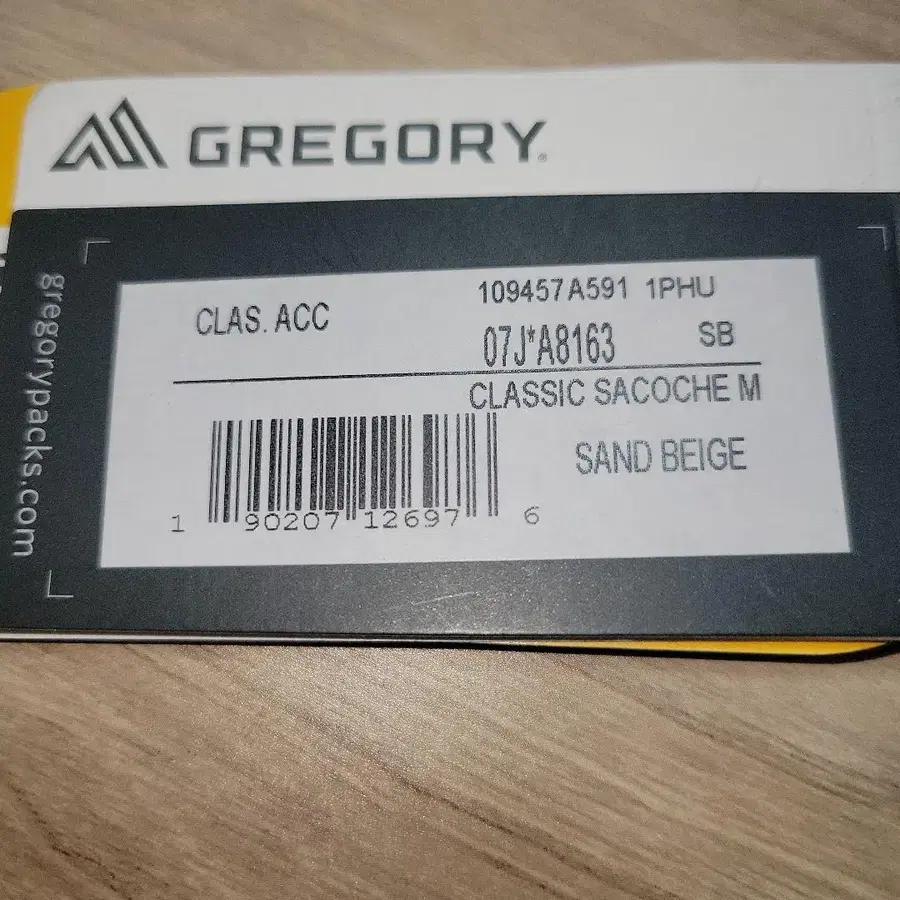 GREGORY
gregorypacks.com
CLAS. ACC
109457A591 1PHU
07J*A8163 SB
CLASSIC SACOCHE M
SAND BEIGE
1 90207 12697 6